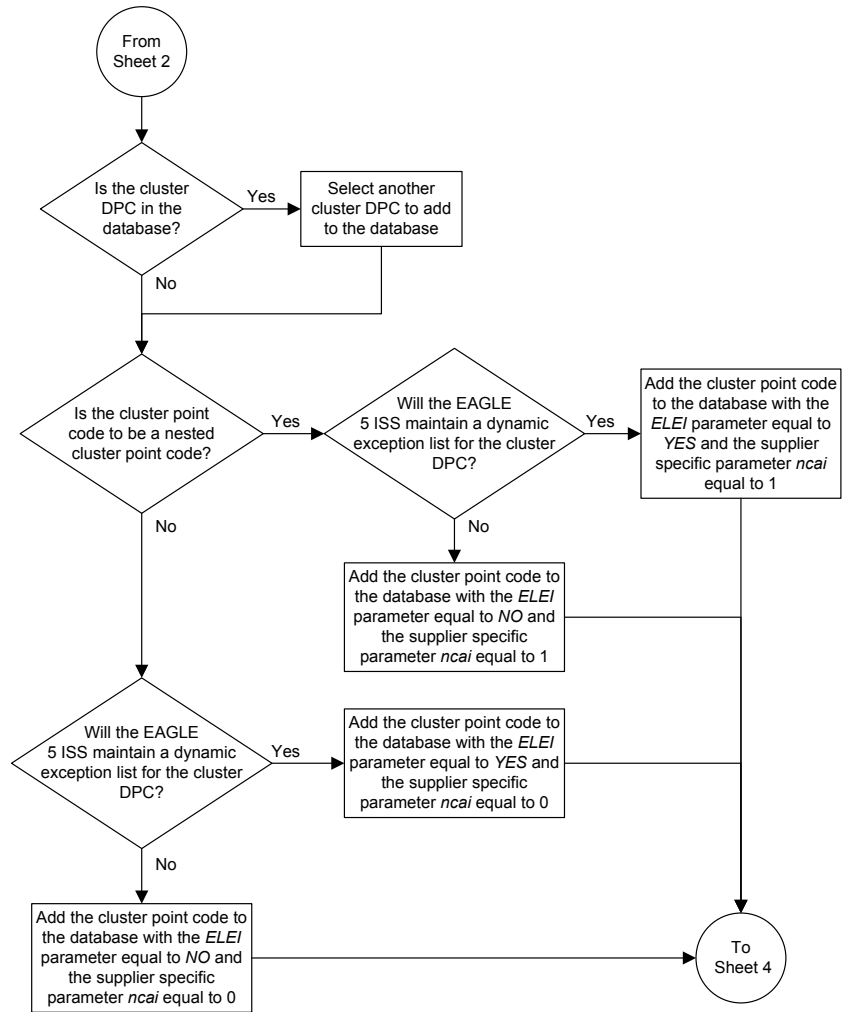 From
Sheet 2
Is the cluster
DPC in the
database?
Yes
Select another
cluster DPC to add
to the database
No
Is the cluster point
code to be a nested
cluster point code?
Yes
Will the EAGLE
5 ISS maintain a dynamic
exception list for the cluster
DPC?
Yes
Add the cluster point code
to the database with the
ELEI parameter equal to
YES and the supplier
specific parameter ncai
equal to 1
No
No
Add the cluster point code to
the database with the ELEI
parameter equal to NO and
the supplier specific
parameter ncai equal to 1
Will the EAGLE
5 ISS maintain a dynamic
exception list for the cluster
DPC?
Yes
Add the cluster point code to
the database with the ELEI
parameter equal to YES and
the supplier specific
parameter ncai equal to 0
No
Add the cluster point code to
the database with the ELEI
parameter equal to NO and
the supplier specific
parameter ncai equal to 0
To
Sheet 4